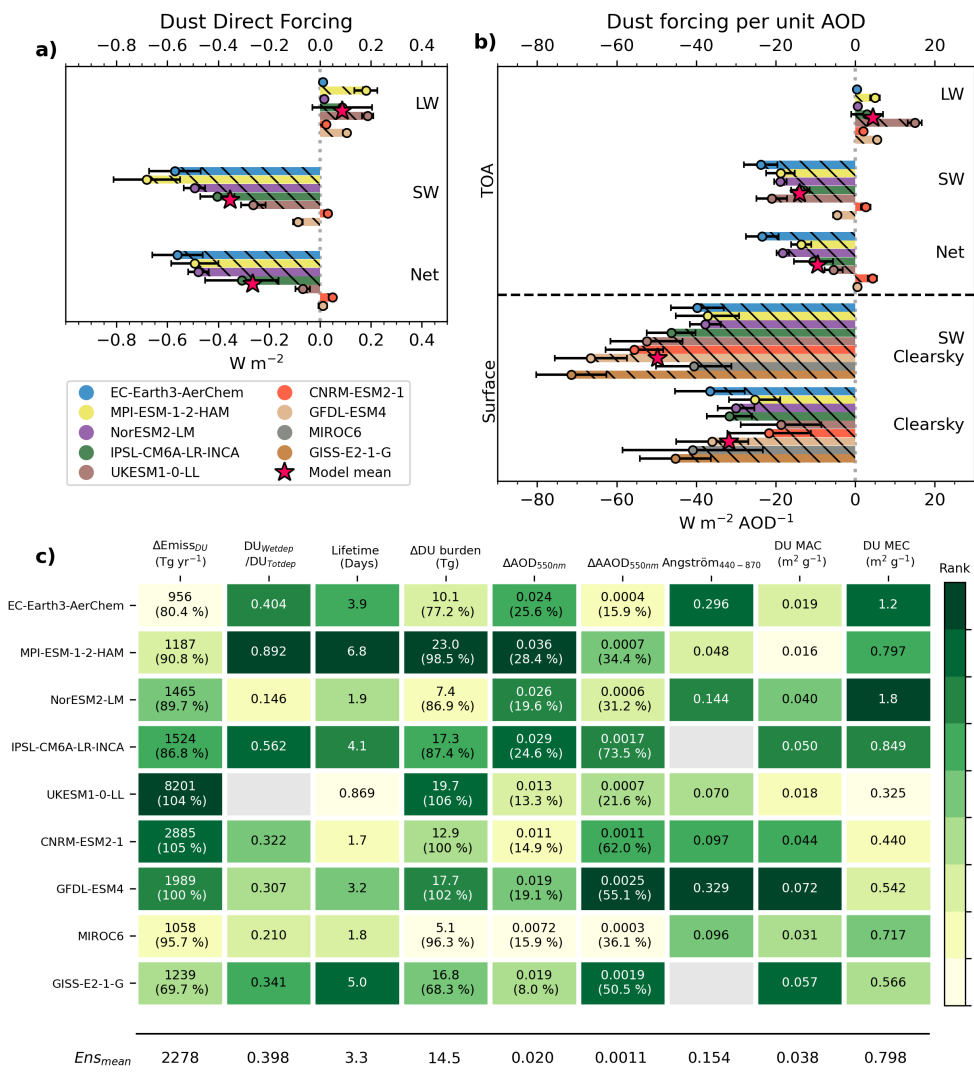 Dust Direct Forcing
Dust forcing per unit AOD
a)
−0.8 −0.6 −0.4 −0.2 0.0 0.2 0.4
b)
−80 −60 −40 −20 0 20
LW
SW
Net
−0.8 −0.6 −0.4 −0.2 0.0 0.2 0.4
W m⁻²
TOA
LW
SW
Net
Surface
SW
Clearsky
Clearsky
−80 −60 −40 −20 0 20
W m⁻² AOD⁻¹
EC-Earth3-AerChem
MPI-ESM-1-2-HAM
NorESM2-LM
IPSL-CM6A-LR-INCA
UKESM1-0-LL
CNRM-ESM2-1
GFDL-ESM4
MIROC6
GISS-E2-1-G
Model mean
c)
ΔEmiss_DU (Tg yr⁻¹)
DU_Wetdep /DU_Totdep
Lifetime (Days)
ΔDU burden (Tg)
ΔAOD_550nm
ΔAAOD_550nm
Angström_440−870
DU MAC (m² g⁻¹)
DU MEC (m² g⁻¹)
Rank
EC-Earth3-AerChem 956 (80.4 %) 0.404 3.9 10.1 (77.2 %) 0.024 (25.6 %) 0.0004 (15.9 %) 0.296 0.019 1.2
MPI-ESM-1-2-HAM 1187 (90.8 %) 0.892 6.8 23.0 (98.5 %) 0.036 (28.4 %) 0.0007 (34.4 %) 0.048 0.016 0.797
NorESM2-LM 1465 (89.7 %) 0.146 1.9 7.4 (86.9 %) 0.026 (19.6 %) 0.0006 (31.2 %) 0.144 0.040 1.8
IPSL-CM6A-LR-INCA 1524 (86.8 %) 0.562 4.1 17.3 (87.4 %) 0.029 (24.6 %) 0.0017 (73.5 %) 0.050 0.849
UKESM1-0-LL 8201 (104 %) 0.869 19.7 (106 %) 0.013 (13.3 %) 0.0007 (21.6 %) 0.070 0.018 0.325
CNRM-ESM2-1 2885 (105 %) 0.322 1.7 12.9 (100 %) 0.011 (14.9 %) 0.0011 (62.0 %) 0.097 0.044 0.440
GFDL-ESM4 1989 (100 %) 0.307 3.2 17.7 (102 %) 0.019 (19.1 %) 0.0025 (55.1 %) 0.329 0.072 0.542
MIROC6 1058 (95.7 %) 0.210 1.8 5.1 (96.3 %) 0.0072 (15.9 %) 0.0003 (36.1 %) 0.096 0.031 0.717
GISS-E2-1-G 1239 (69.7 %) 0.341 5.0 16.8 (68.3 %) 0.019 (8.0 %) 0.0019 (50.5 %) 0.057 0.566
Ens_mean 2278 0.398 3.3 14.5 0.020 0.0011 0.154 0.038 0.798